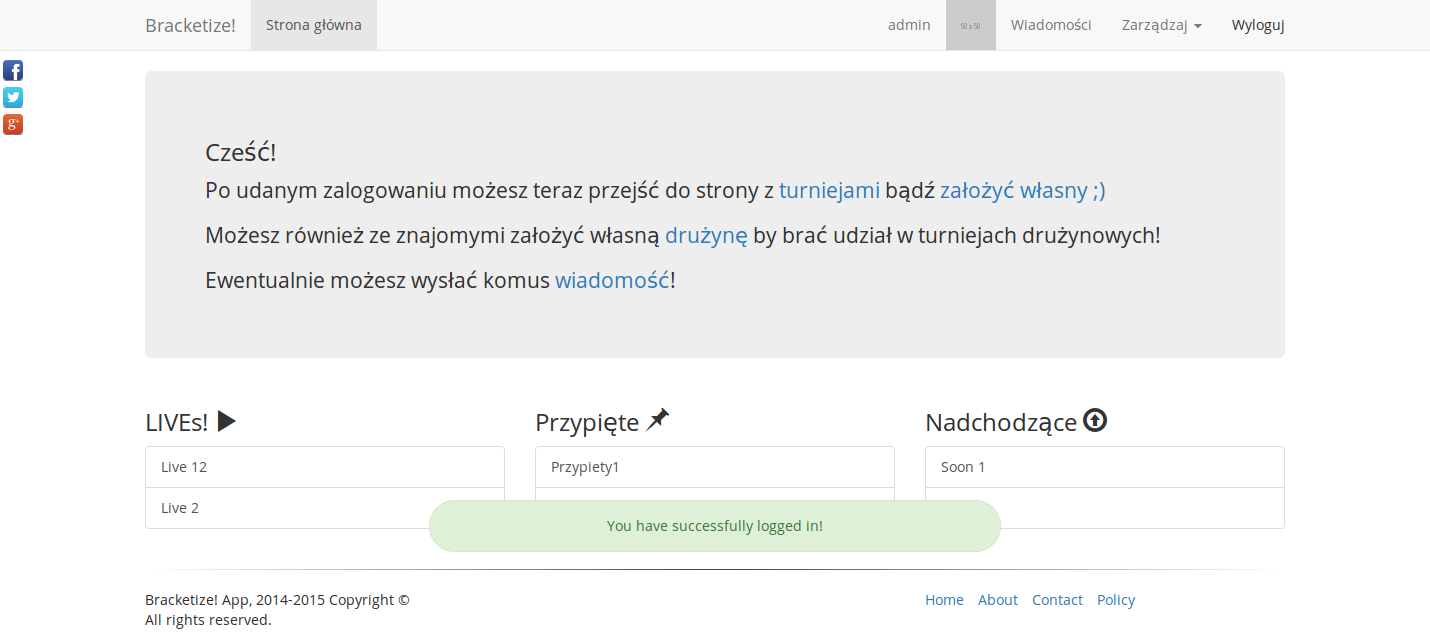 Bracketize! Strona główna admin 50 x 50 Wiadomości Zarządzaj Wyloguj
f
g+
Cześć!
Po udanym zalogowaniu możesz teraz przejść do strony z turniejami bądź założyć własny ;)
Możesz również ze znajomymi założyć własną drużynę by brać udział w turniejach drużynowych!
Ewentualnie możesz wysłać komus wiadomość!
LIVEs! Przypięte Nadchodzące
Live 12 Przypiety1 Soon 1
Live 2
You have successfully logged in!
Bracketize! App, 2014-2015 Copyright © Home About Contact Policy
All rights reserved.